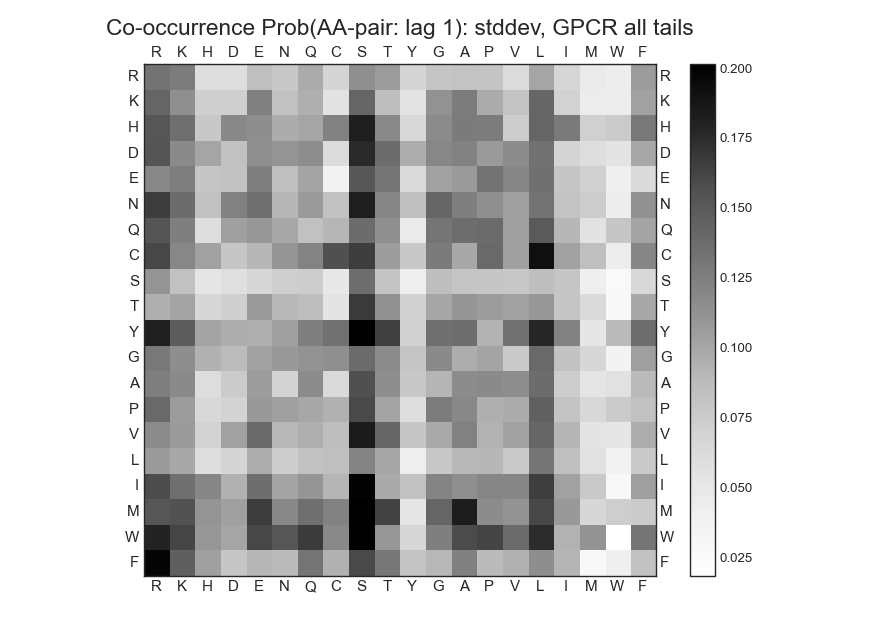 Co-occurrence Prob(AA-pair: lag 1): stddev, GPCR all tails
R K H D E N Q C S T Y G A P V L I M W F
R R 0.200
K K
H H 0.175
D D
E E
N N 0.150
Q Q
C C
S S 0.125
T T
Y Y
G G 0.100
A A
P P 0.075
V V
L L
I I 0.050
M M
W W
F F 0.025
R K H D E N Q C S T Y G A P V L I M W F